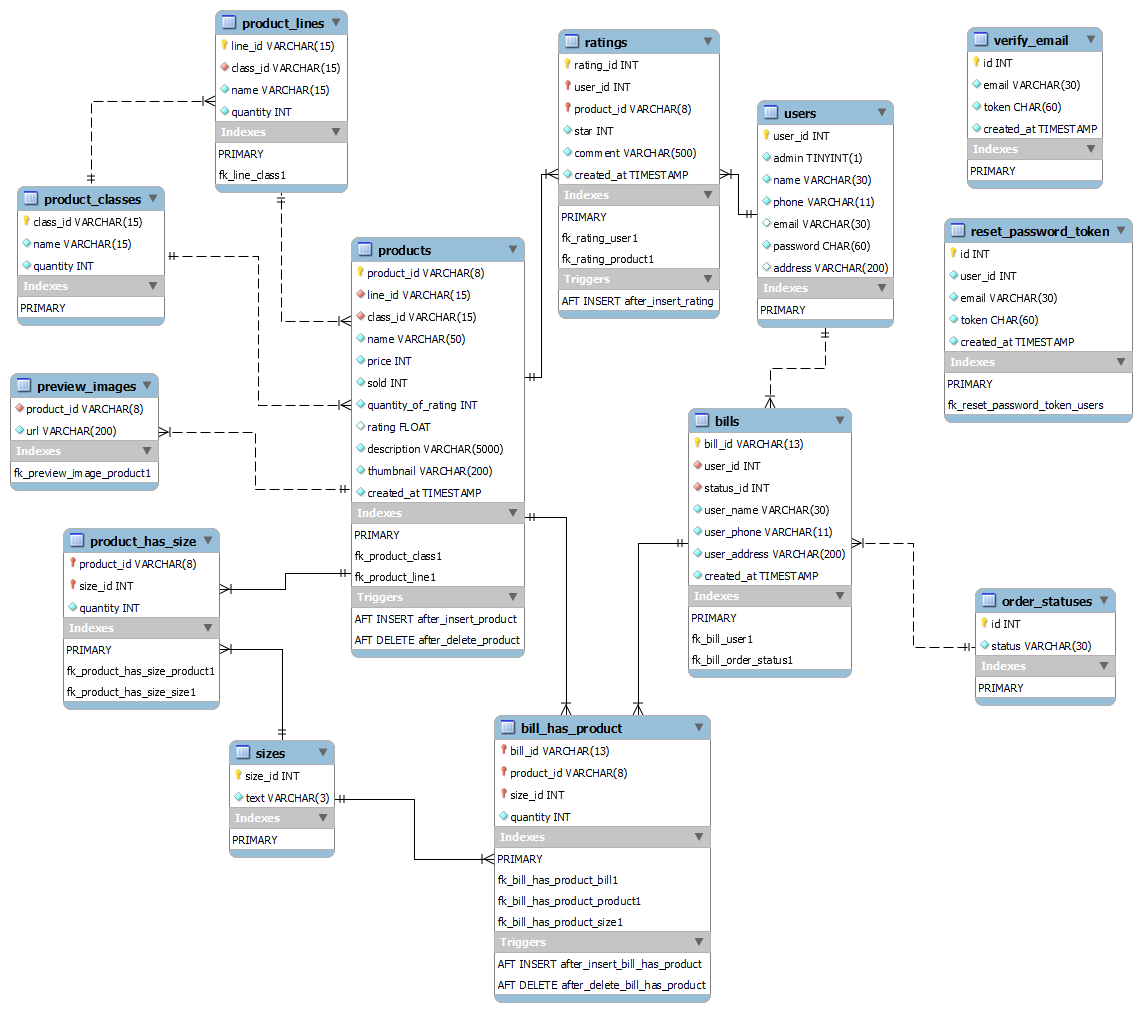 product_lines
line_id VARCHAR(15)
class_id VARCHAR(15)
name VARCHAR(15)
quantity INT
Indexes
PRIMARY
fk_line_class1
product_classes
class_id VARCHAR(15)
name VARCHAR(15)
quantity INT
Indexes
PRIMARY
preview_images
product_id VARCHAR(8)
url VARCHAR(200)
Indexes
fk_preview_image_product1
product_has_size
product_id VARCHAR(8)
size_id INT
quantity INT
Indexes
PRIMARY
fk_product_has_size_product1
fk_product_has_size_size1
sizes
size_id INT
text VARCHAR(3)
Indexes
PRIMARY
products
product_id VARCHAR(8)
line_id VARCHAR(15)
class_id VARCHAR(15)
name VARCHAR(50)
price INT
sold INT
quantity_of_rating INT
rating FLOAT
description VARCHAR(5000)
thumbnail VARCHAR(200)
created_at TIMESTAMP
Indexes
PRIMARY
fk_product_class1
fk_product_line1
Triggers
AFT INSERT after_insert_product
AFT DELETE after_delete_product
ratings
rating_id INT
user_id INT
product_id VARCHAR(8)
star INT
comment VARCHAR(500)
created_at TIMESTAMP
Indexes
PRIMARY
fk_rating_user1
fk_rating_product1
Triggers
AFT INSERT after_insert_rating
users
user_id INT
admin TINYINT(1)
name VARCHAR(30)
phone VARCHAR(11)
email VARCHAR(30)
password CHAR(60)
address VARCHAR(200)
Indexes
PRIMARY
verify_email
id INT
email VARCHAR(30)
token CHAR(60)
created_at TIMESTAMP
Indexes
PRIMARY
reset_password_token
id INT
user_id INT
email VARCHAR(30)
token CHAR(60)
created_at TIMESTAMP
Indexes
PRIMARY
fk_reset_password_token_users
bills
bill_id VARCHAR(13)
user_id INT
status_id INT
user_name VARCHAR(30)
user_phone VARCHAR(11)
user_address VARCHAR(200)
created_at TIMESTAMP
Indexes
PRIMARY
fk_bill_user1
fk_bill_order_status1
order_statuses
id INT
status VARCHAR(30)
Indexes
PRIMARY
bill_has_product
bill_id VARCHAR(13)
product_id VARCHAR(8)
size_id INT
quantity INT
Indexes
PRIMARY
fk_bill_has_product_bill1
fk_bill_has_product_product1
fk_bill_has_product_size1
Triggers
AFT INSERT after_insert_bill_has_product
AFT DELETE after_delete_bill_has_product